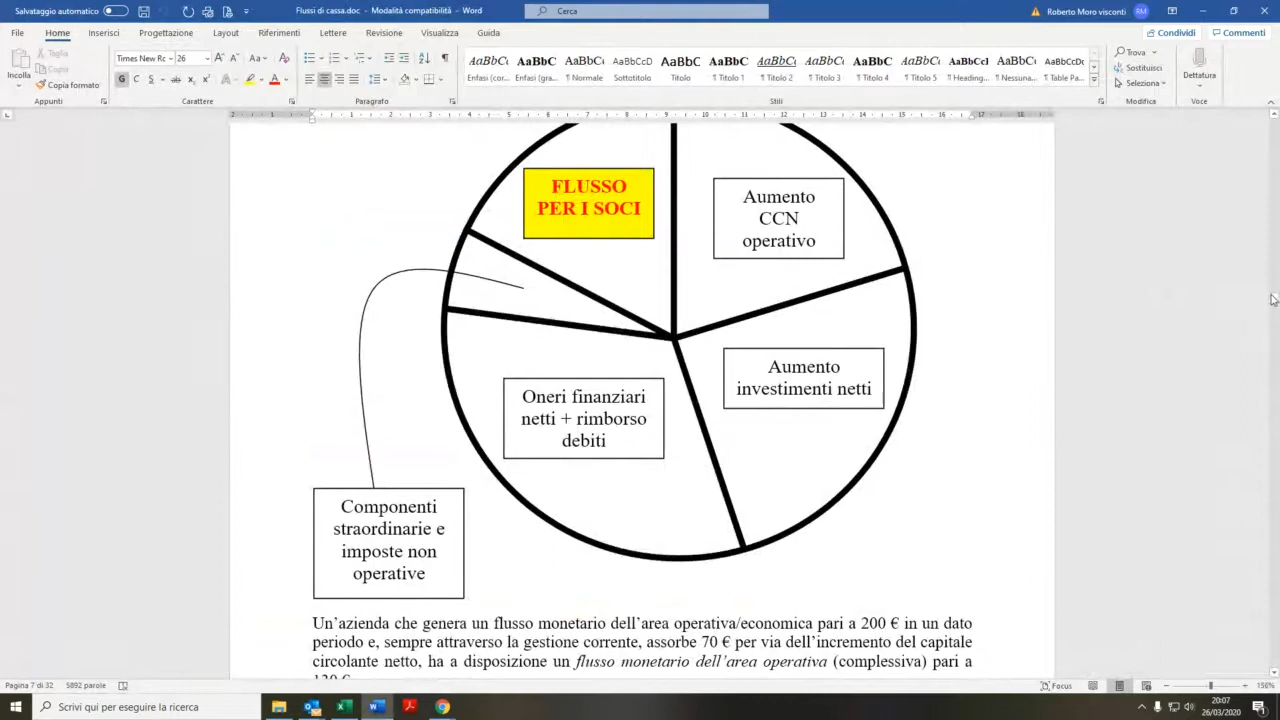 Salvataggio automatico
Flussi di cassa.doc - Modalità compatibilità - Word
Cerca
Roberto Moro visconti
RM
File
Home
Inserisci
Progettazione
Layout
Riferimenti
Lettere
Revisione
Visualizza
Guida
Condividi
Commenti
Incolla
Taglia
Copia
Copia formato
Appunti
Times New Rc
26
G C S
Carattere
Paragrafo
AaBbCc
Enfasi (cor...
AaBbC
Enfasi (gra...
AaBbCc
¶ Normale
AaBbCcD
Sottotitolo
AaBbC
Titolo
AaBbC
¶ Titolo 1
AaBbC
¶ Titolo 2
AaBbCc
¶ Titolo 3
AaBbC
¶ Titolo 4
AaBbCc
¶ Titolo 5
AaBbCcI
¶ Heading...
AaBbC
¶ Nessuna...
AaBbCcDc
¶ Table Pa...
Stili
Trova
Sostituisci
Seleziona
Modifica
Dettatura
Voce
FLUSSO
PER I SOCI
Aumento
CCN
operativo
Aumento
investimenti netti
Oneri finanziari
netti + rimborso
debiti
Componenti
straordinarie e
imposte non
operative
Un'azienda che genera un flusso monetario dell'area operativa/economica pari a 200 € in un dato
periodo e, sempre attraverso la gestione corrente, assorbe 70 € per via dell'incremento del capitale
circolante netto, ha a disposizione un flusso monetario dell'area operativa (complessiva) pari a
Pagina 7 di 32
5892 parole
Focus
156%
Scrivi qui per eseguire la ricerca
20:07
26/03/2020